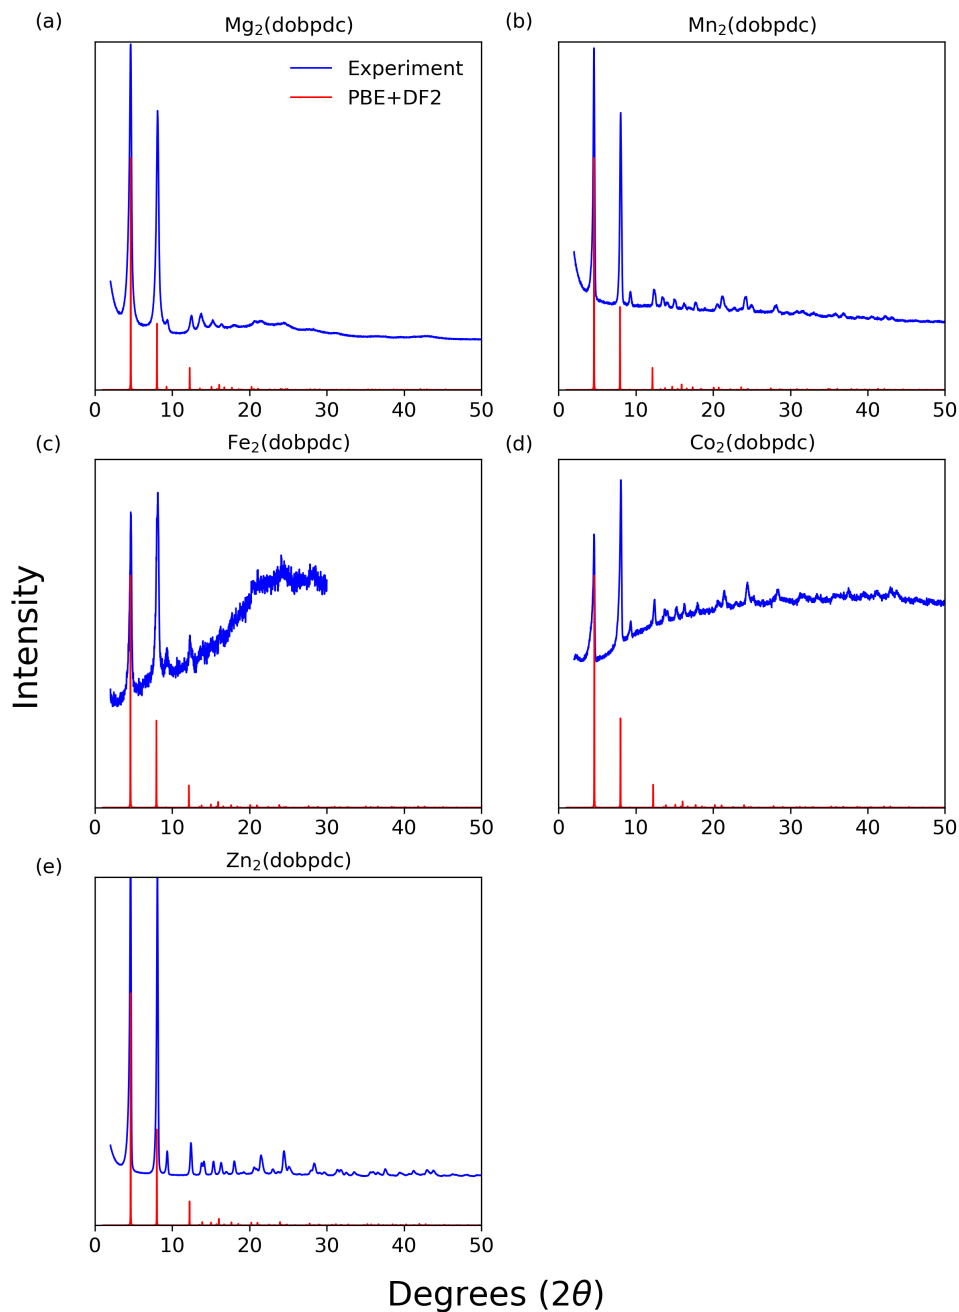 (a)
Mg₂(dobpdc)
Experiment
PBE+DF2
0 10 20 30 40 50
(b)
Mn₂(dobpdc)
0 10 20 30 40 50
(c)
Fe₂(dobpdc)
0 10 20 30 40 50
(d)
Co₂(dobpdc)
0 10 20 30 40 50
Intensity
(e)
Zn₂(dobpdc)
0 10 20 30 40 50
Degrees (2θ)